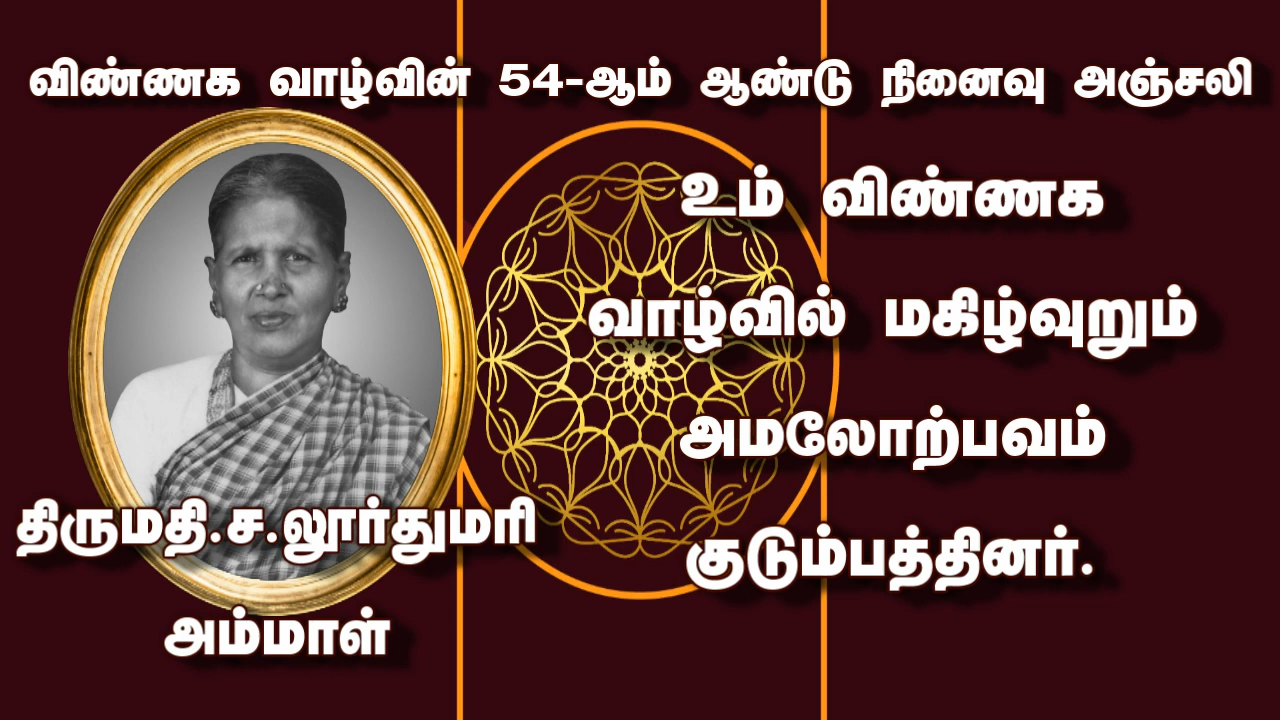 விண்ணக வாழ்வின் 54-ஆம் ஆண்டு நினைவு அஞ்சலி
உம் விண்ணக
வாழ்வில் மகிழ்வுறும்
அமலோற்பவம்
குடும்பத்தினர்.
திருமதி.ச.லூர்துமரி
அம்மாள்